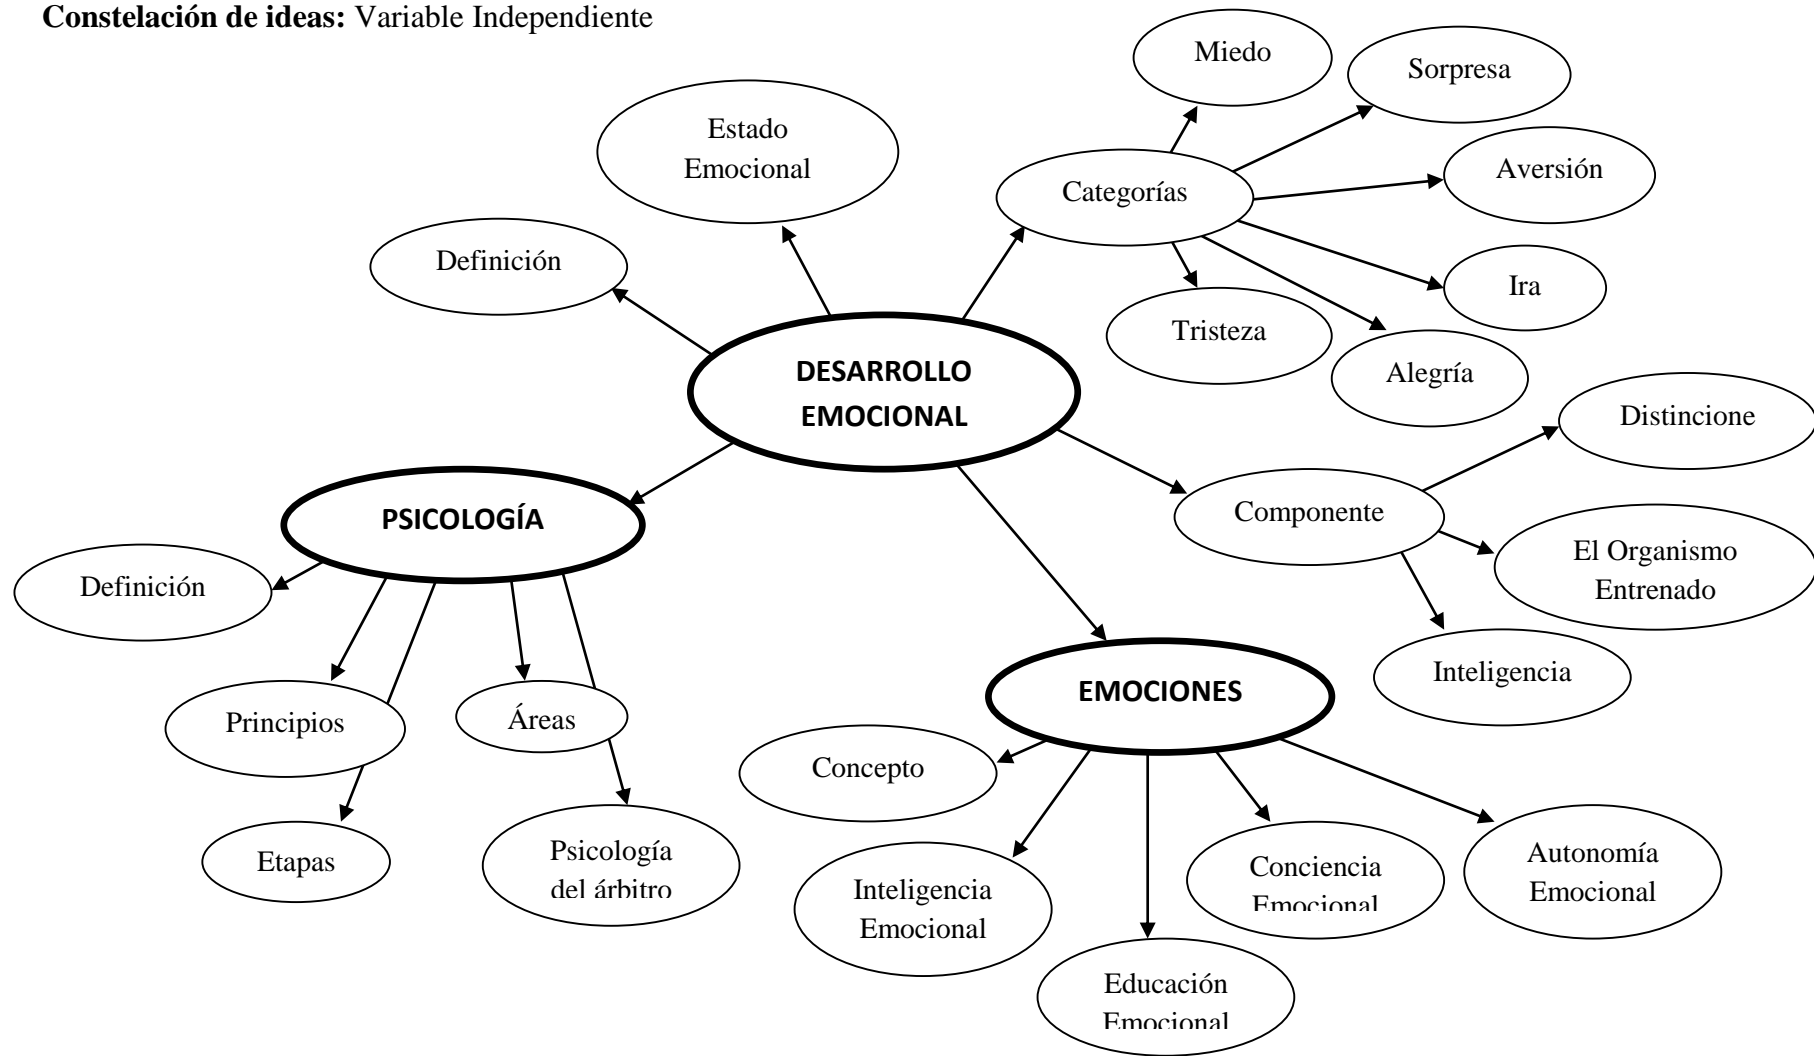 Constelación de ideas: Variable Independiente
Miedo
Sorpresa
Estado
Emocional
Categorías
Aversión
Definición
Ira
Tristeza
Alegría
DESARROLLO
EMOCIONAL
Distincione
Componente
El Organismo
Entrenado
Inteligencia
PSICOLOGÍA
Definición
Principios
Áreas
Etapas
Psicología
del árbitro
EMOCIONES
Concepto
Inteligencia
Emocional
Educación
Emocional
Conciencia
Emocional
Autonomía
Emocional